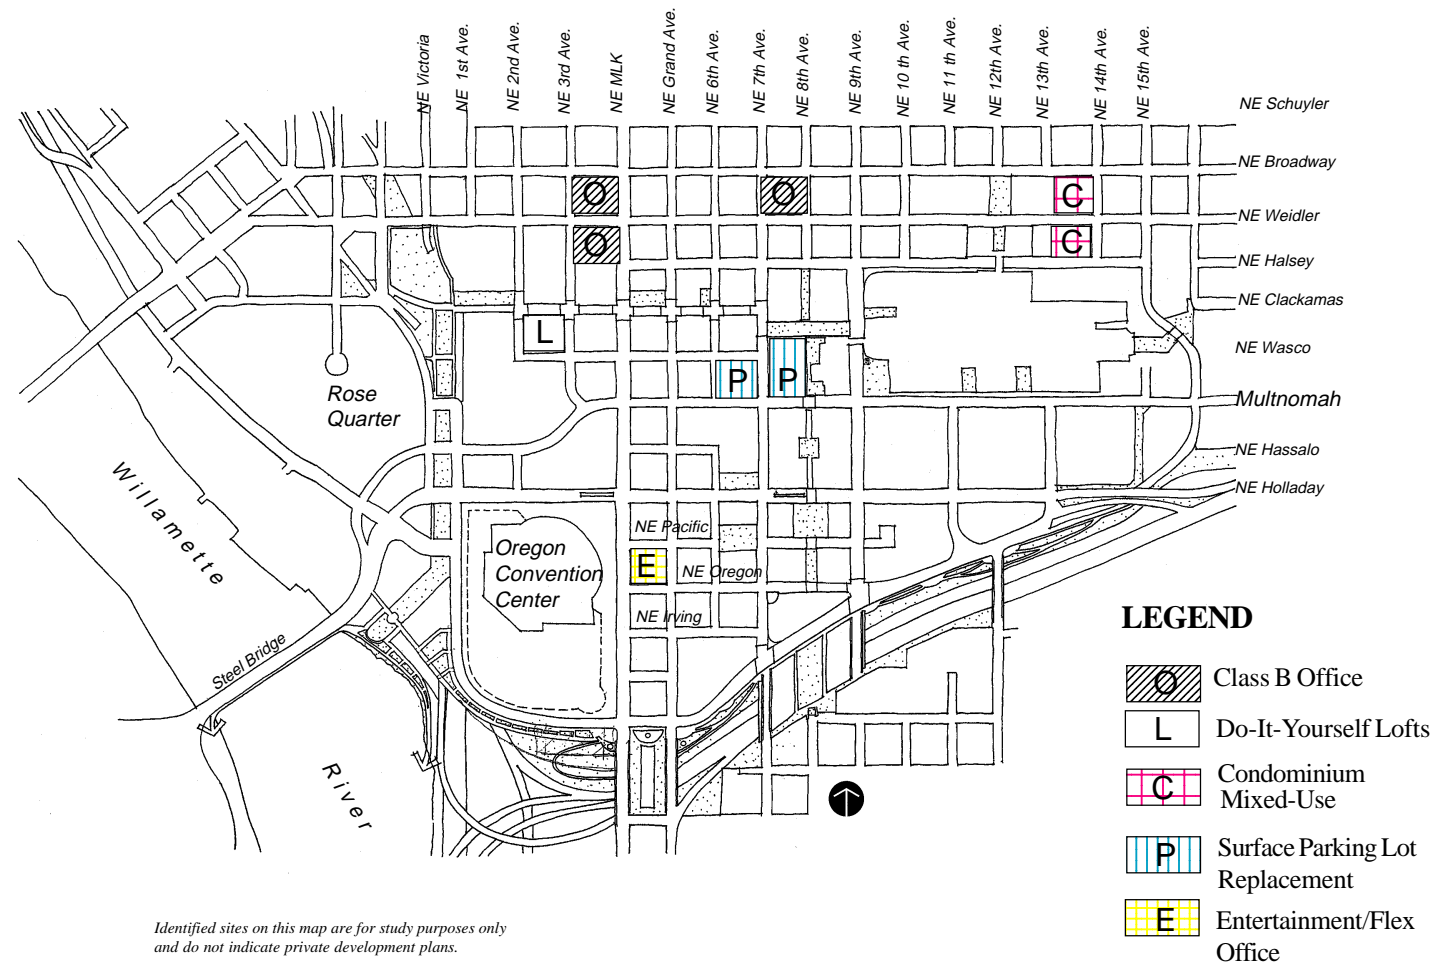 NE Victoria
NE 1st Ave.
NE 2nd Ave.
NE 3rd Ave.
NE MLK
NE Grand Ave.
NE 6th Ave.
NE 7th Ave.
NE 8th Ave.
NE 9th Ave.
NE 10 th Ave.
NE 11 th Ave.
NE 12th Ave.
NE 13th Ave.
NE 14th Ave.
NE 15th Ave.
NE Schuyler
NE Broadway
O
O
C
NE Weidler
O
C
NE Halsey
NE Clackamas
L
NE Wasco
P
P
Rose
Quarter
Multnomah
NE Hassalo
NE Holladay
Willamette
NE Pacific
Oregon
Convention
Center
E
NE Oregon
NE Irving
Steel Bridge
River
LEGEND
O Class B Office
L Do-It-Yourself Lofts
C Condominium
Mixed-Use
P Surface Parking Lot
Replacement
E Entertainment/Flex
Office
Identified sites on this map are for study purposes only
and do not indicate private development plans.